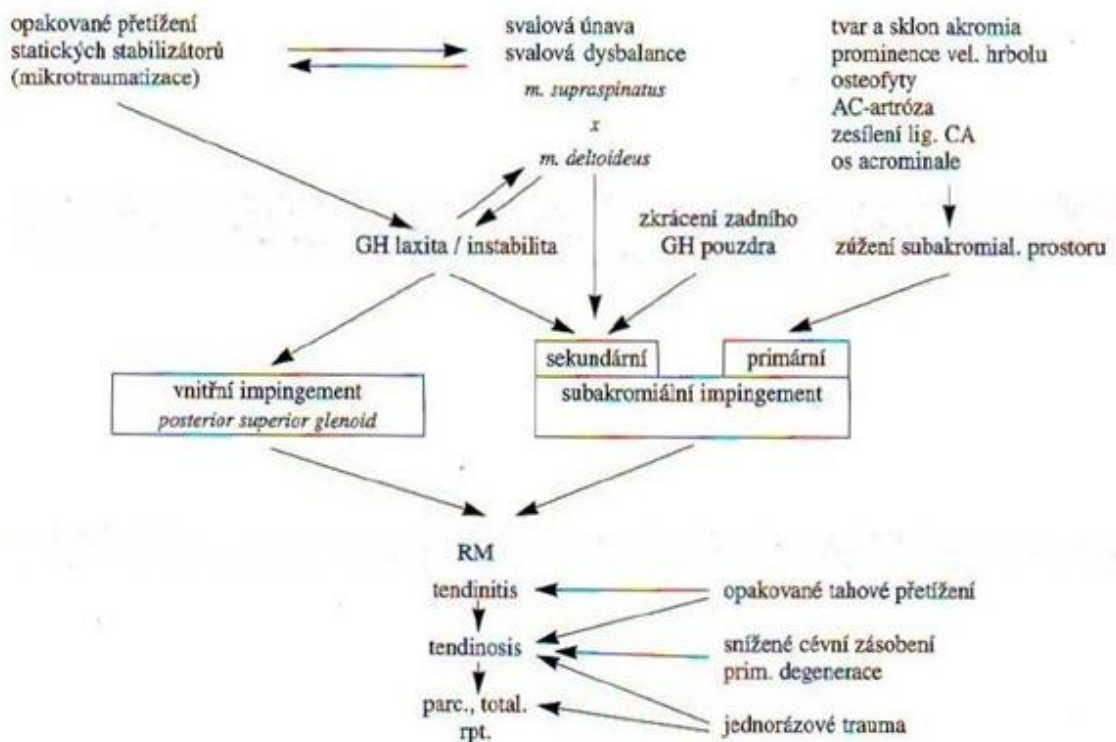 opakované přetížení
statických stabilizátorů
(mikrotraumatizace)
svalová únava
svalová dysbalance
m. supraspinatus
x
m. deltoideus
tvar a sklon akromia
prominence vel. hrbolu
osteofyty
AC-artróza
zesílení lig. CA
os acrominale
GH laxita / instabilita
zkrácení zadního
GH pouzdra
zúžení subakromial. prostoru
vnitřní impingement
posterior superior glenoid
sekundární
primární
subakromiální impingement
RM
tendinitis
tendinosis
parc., total.
rpt.
opakované tahové přetížení
snížené cévní zásobení
prim. degenerace
jednorázové trauma